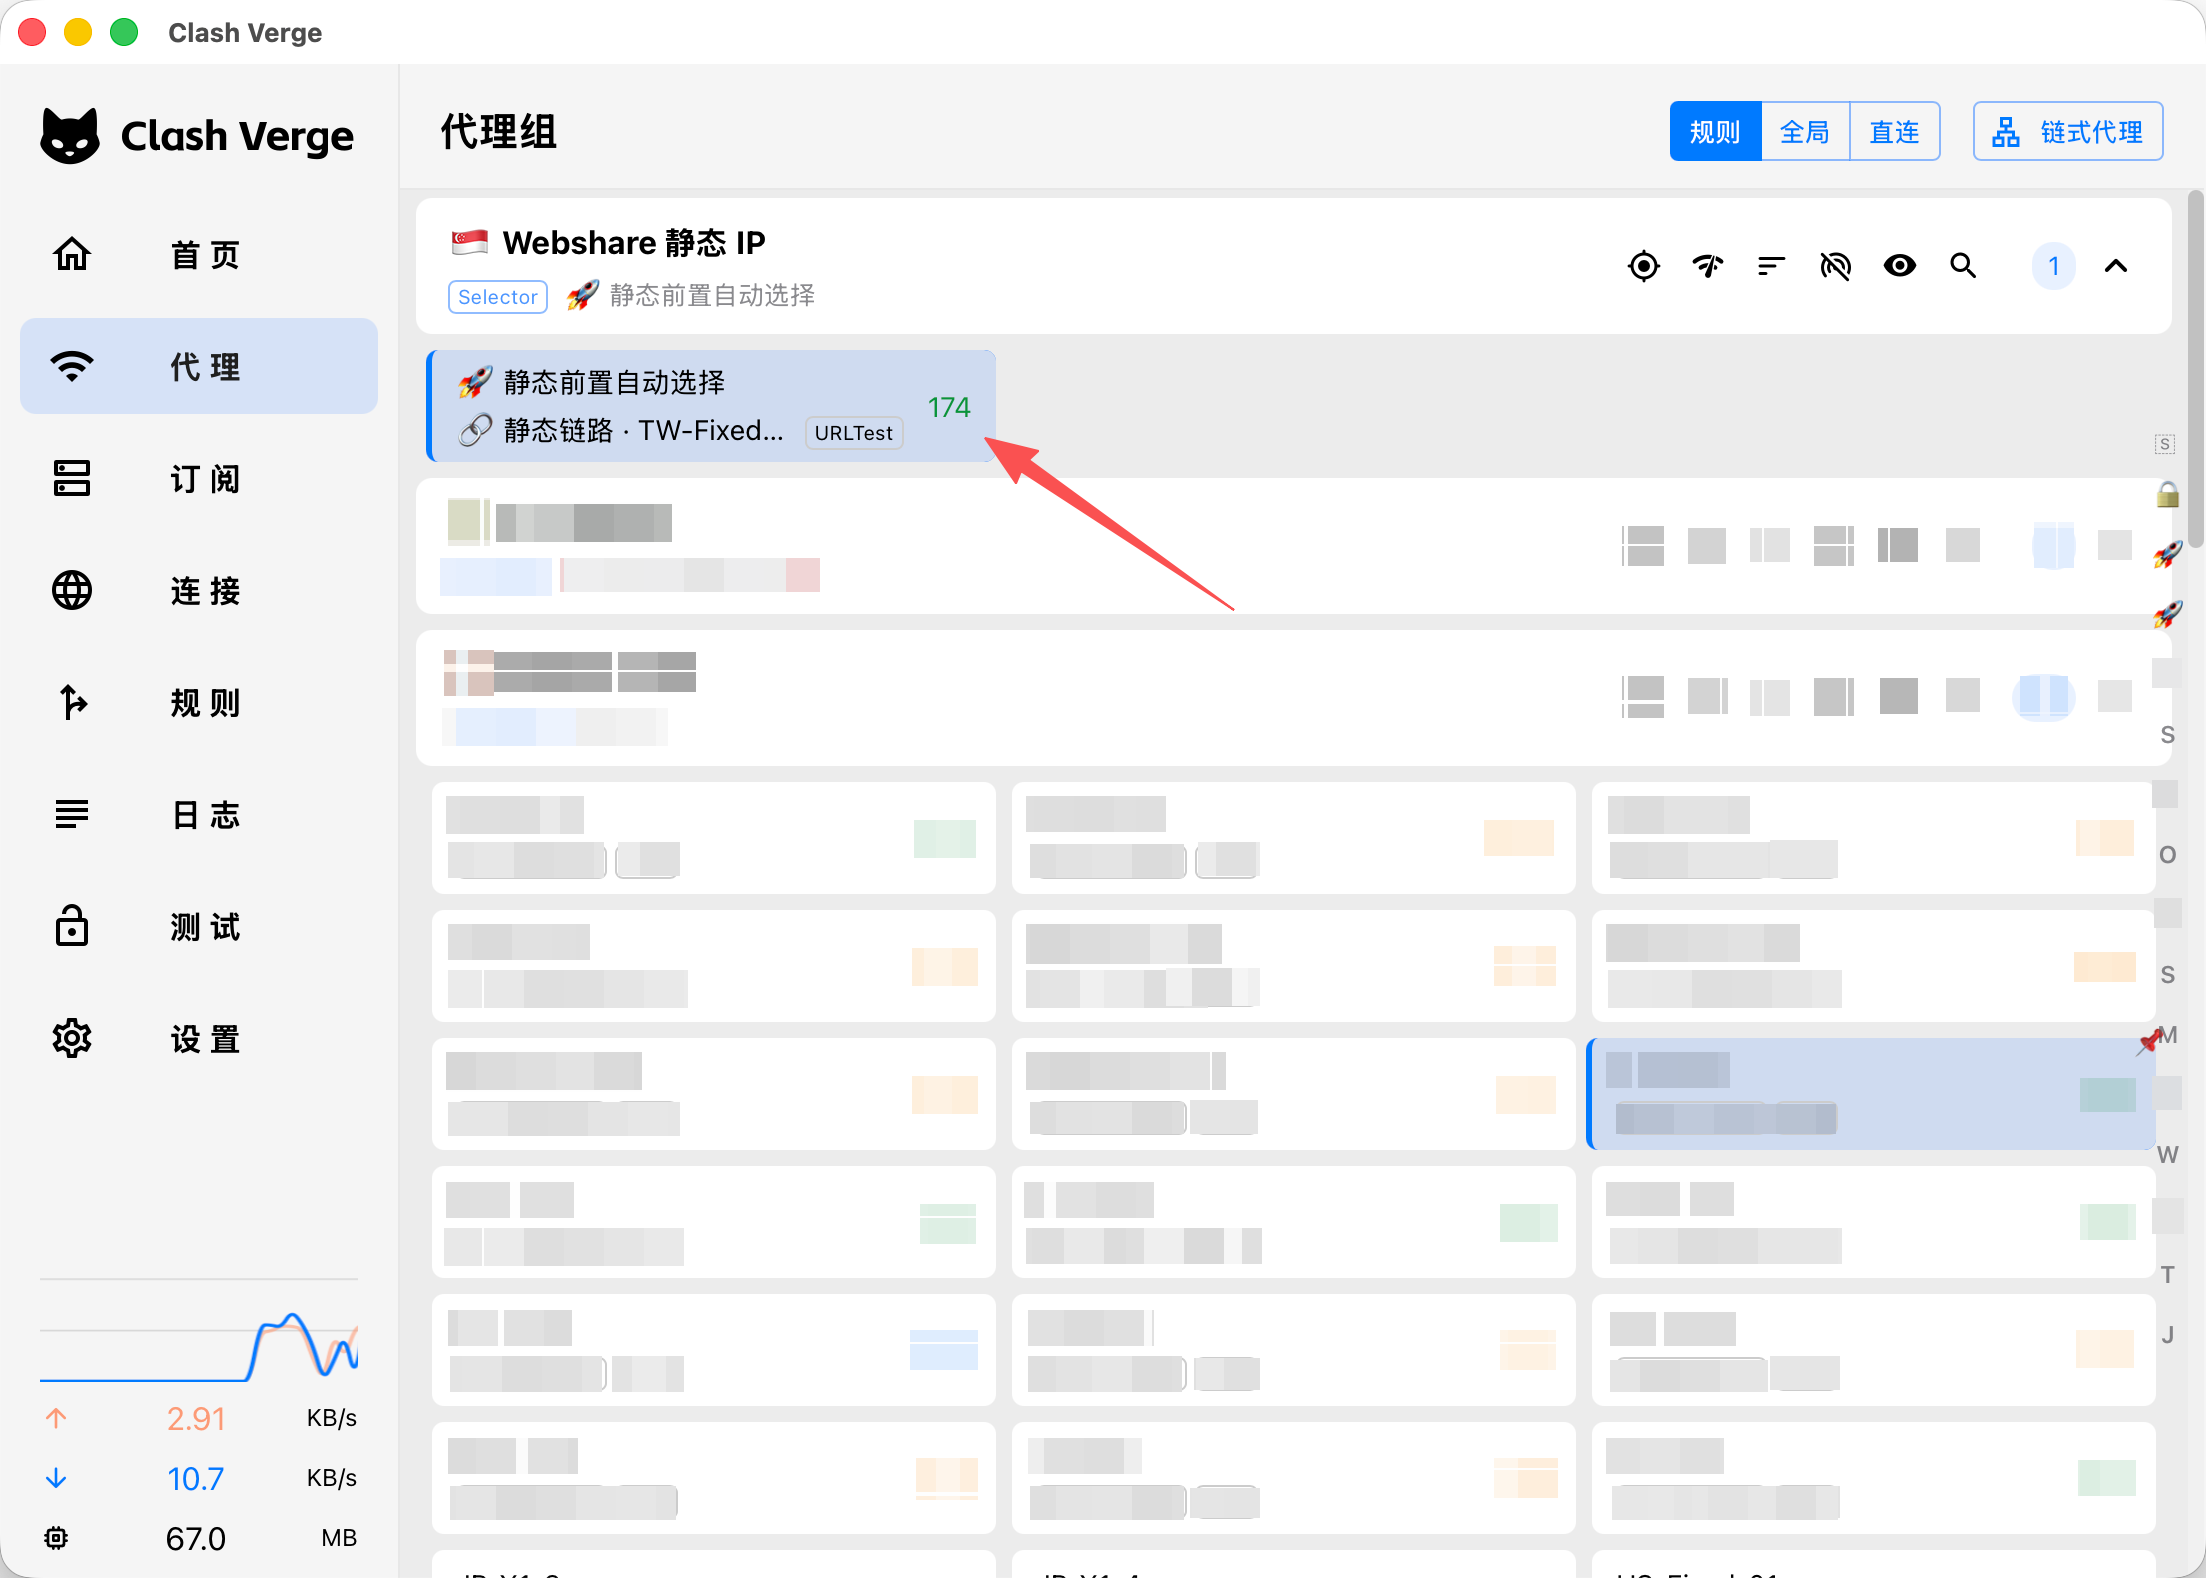 Clash Verge
Clash Verge
首 页
代 理
订 阅
连 接
规 则
日 志
测 试
设 置
2.91 KB/s
10.7 KB/s
67.0 MB
代理组
规则 全局 直连 链式代理
Webshare 静态 IP
Selector 静态前置自动选择
1
静态前置自动选择
174
静态链路 · TW-Fixed... URLTest
S
S
O
S
M
W
T
J